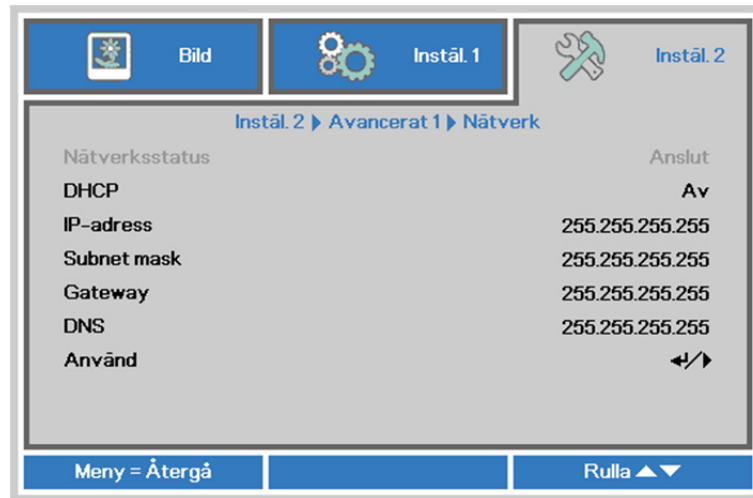 Bild
Instäl. 1
Instäl. 2
Instäl. 2 ▶ Avancerat 1 ▶ Nätverk
Nätverksstatus Anslut
DHCP Av
IP-adress 255.255.255.255
Subnet mask 255.255.255.255
Gateway 255.255.255.255
DNS 255.255.255.255
Använd ↵/▶
Meny = Återgå
Rulla ▲▼